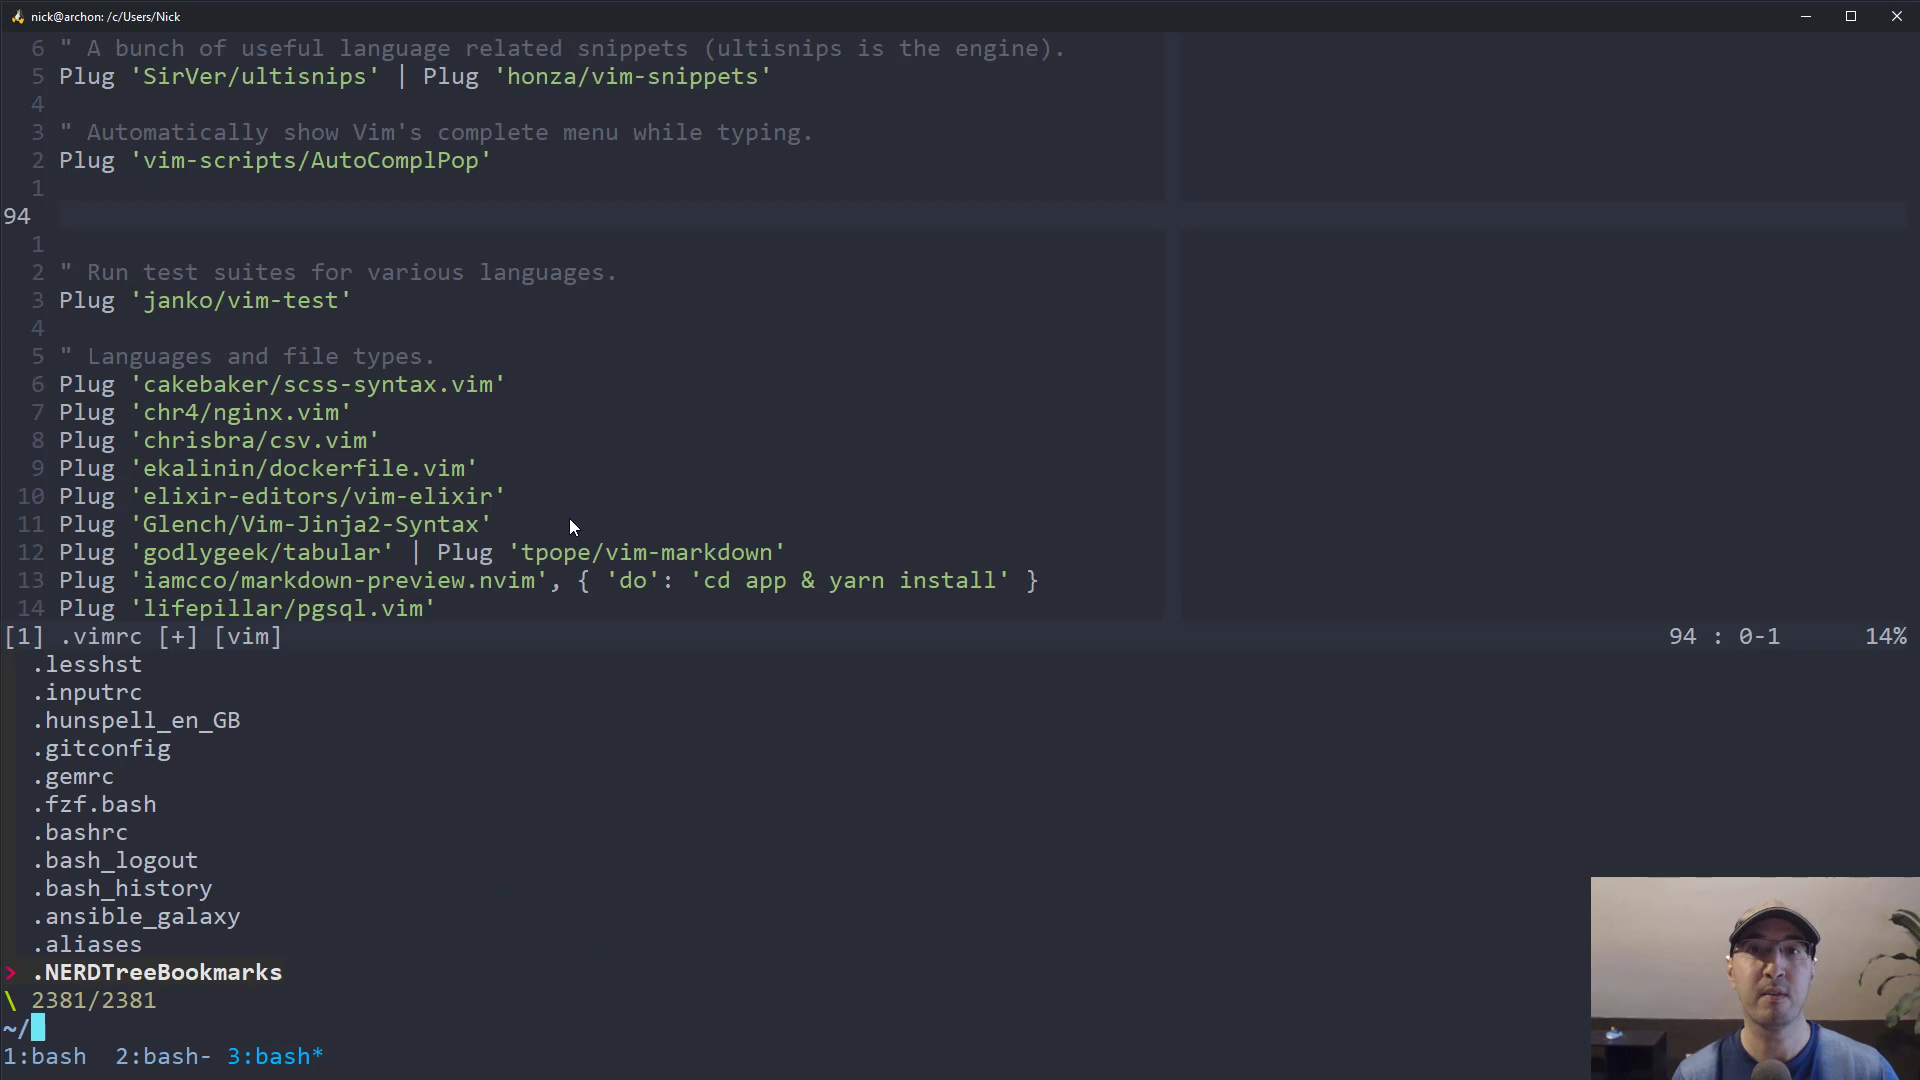 nick@archon: /c/Users/Nick
6 " A bunch of useful language related snippets (ultisnips is the engine).
5 Plug 'SirVer/ultisnips' | Plug 'honza/vim-snippets'
4
3 " Automatically show Vim's complete menu while typing.
2 Plug 'vim-scripts/AutoComplPop'
1
94
1
2 " Run test suites for various languages.
3 Plug 'janko/vim-test'
4
5 " Languages and file types.
6 Plug 'cakebaker/scss-syntax.vim'
7 Plug 'chr4/nginx.vim'
8 Plug 'chrisbra/csv.vim'
9 Plug 'ekalinin/dockerfile.vim'
10 Plug 'elixir-editors/vim-elixir'
11 Plug 'Glench/Vim-Jinja2-Syntax'
12 Plug 'godlygeek/tabular' | Plug 'tpope/vim-markdown'
13 Plug 'iamcco/markdown-preview.nvim', { 'do': 'cd app & yarn install' }
14 Plug 'lifepillar/pgsql.vim'
[1] .vimrc [+] [vim] 94 : 0-1 14%
.lesshst
.inputrc
.hunspell_en_GB
.gitconfig
.gemrc
.fzf.bash
.bashrc
.bash_logout
.bash_history
.ansible_galaxy
.aliases
> .NERDTreeBookmarks
\ 2381/2381
~/
1:bash 2:bash- 3:bash*